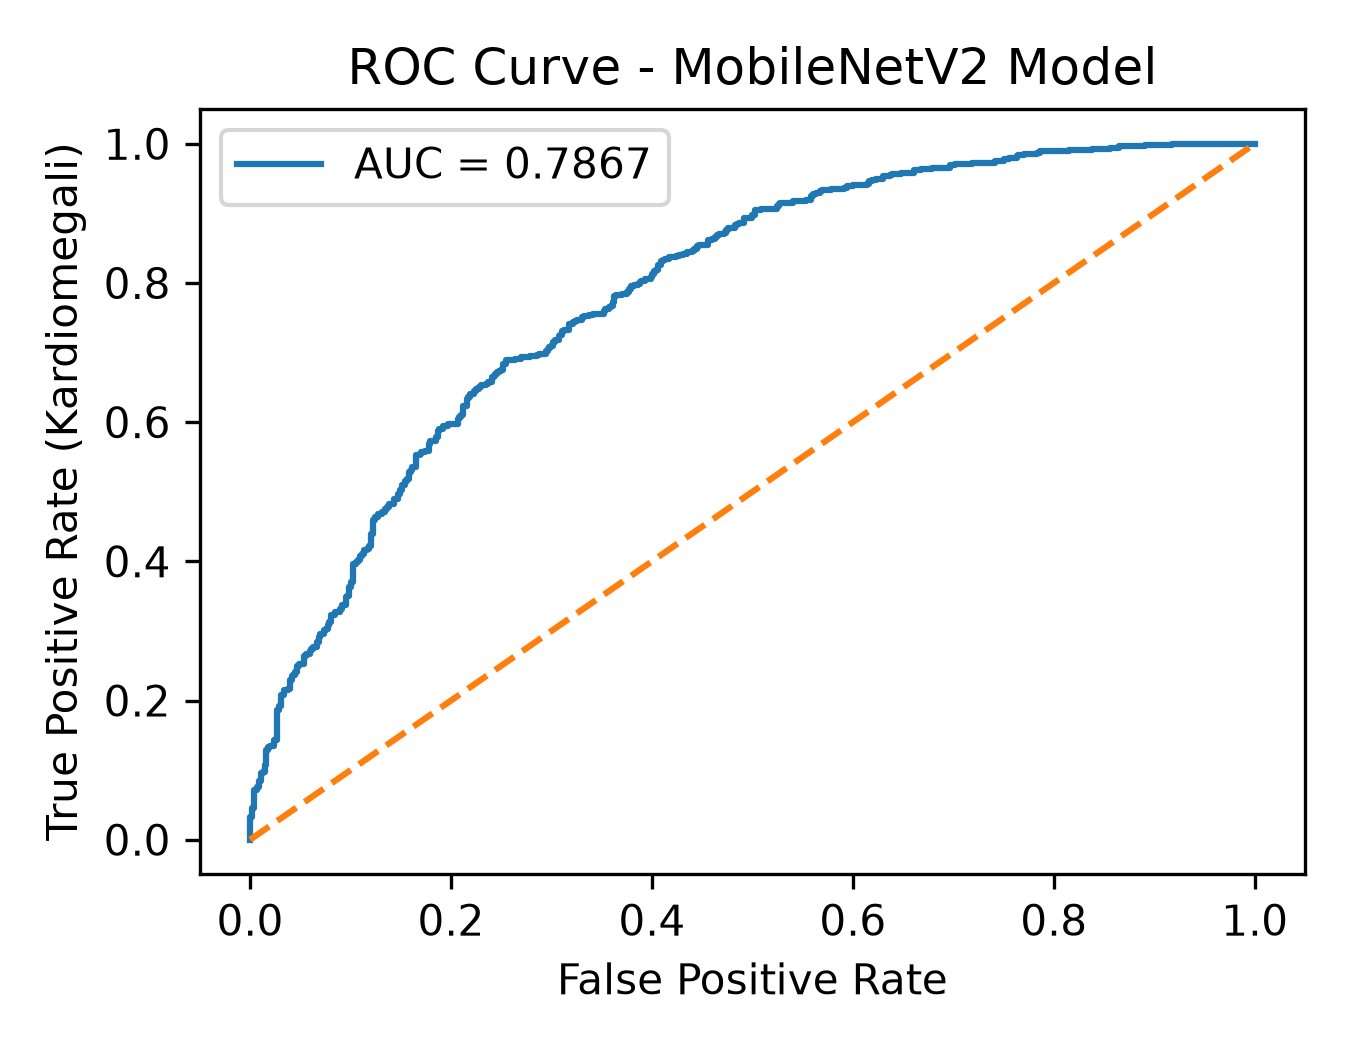 ROC Curve - MobileNetV2 Model
AUC = 0.7867
True Positive Rate (Kardiomegali)
1.0
0.8
0.6
0.4
0.2
0.0
0.0 0.2 0.4 0.6 0.8 1.0
False Positive Rate